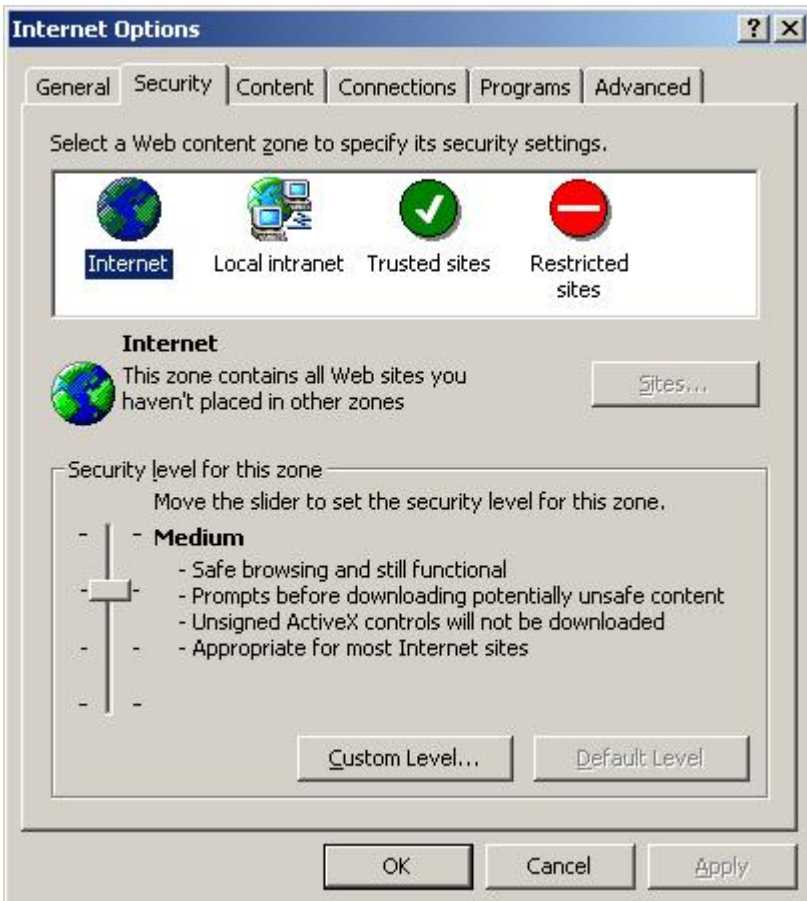 Internet Options
General Security Content Connections Programs Advanced
Select a Web content zone to specify its security settings.
Internet Local intranet Trusted sites Restricted
sites
Internet
This zone contains all Web sites you
haven't placed in other zones
Sites...
Security level for this zone
Move the slider to set the security level for this zone.
Medium
- Safe browsing and still functional
- Prompts before downloading potentially unsafe content
- Unsigned ActiveX controls will not be downloaded
- Appropriate for most Internet sites
Custom Level... Default Level
OK Cancel Apply